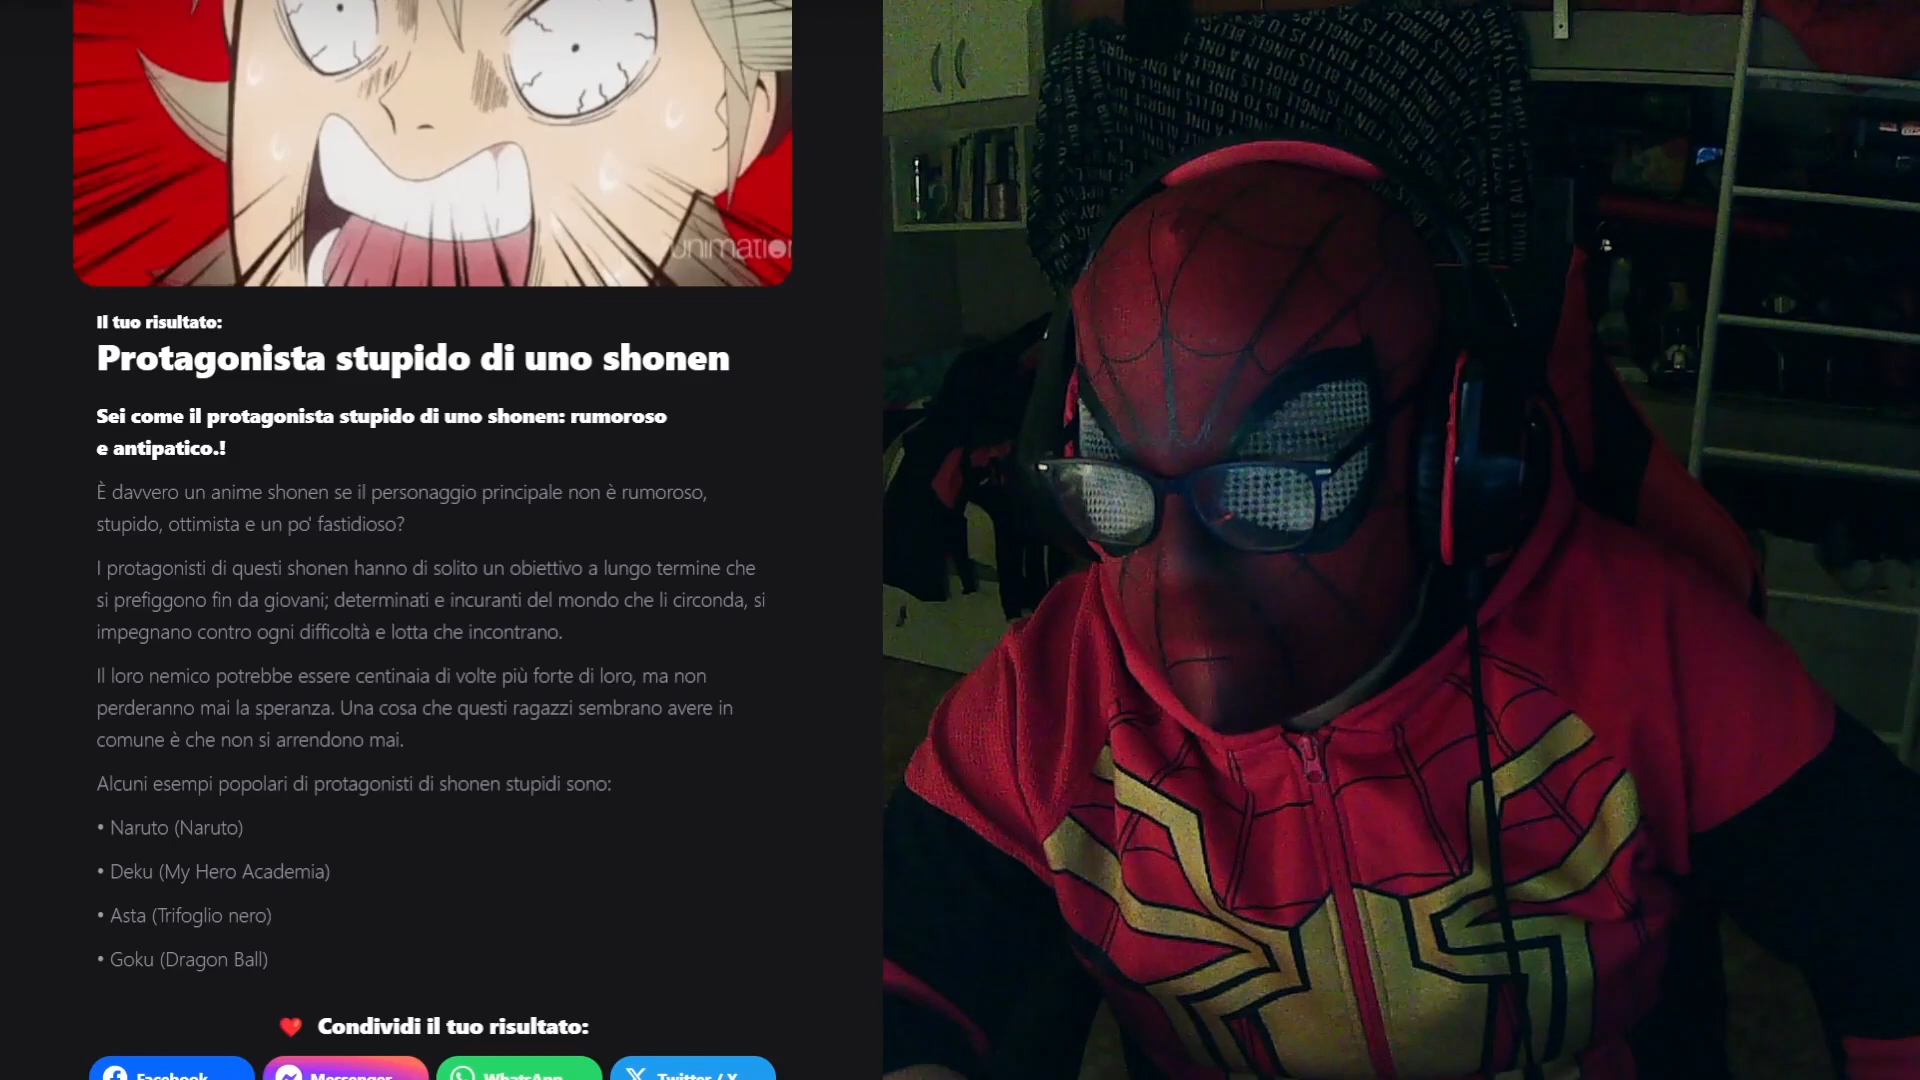 Il tuo risultato:
Protagonista stupido di uno shonen
Sei come il protagonista stupido di uno shonen: rumoroso
e antipatico.!
È davvero un anime shonen se il personaggio principale non è rumoroso,
stupido, ottimista e un po' fastidioso?
I protagonisti di questi shonen hanno di solito un obiettivo a lungo termine che
si prefiggono fin da giovani; determinati e incuranti del mondo che li circonda, si
impegnano contro ogni difficoltà e lotta che incontrano.
Il loro nemico potrebbe essere centinaia di volte più forte di loro, ma non
perderanno mai la speranza. Una cosa che questi ragazzi sembrano avere in
comune è che non si arrendono mai.
Alcuni esempi popolari di protagonisti di shonen stupidi sono:
• Naruto (Naruto)
• Deku (My Hero Academia)
• Asta (Trifoglio nero)
• Goku (Dragon Ball)
Condividi il tuo risultato:
Facebook
Messenger
WhatsApp
Twitter / X